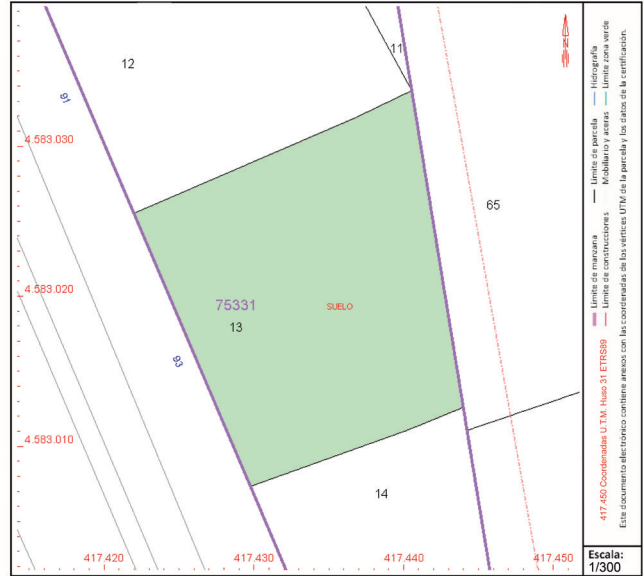 12
11
91
4.583.030
65
4.583.020
75331
SUELO
13
93
4.583.010
14
417.420
417.430
417.440
417.450
417.450 Coordenadas U.T.M. Huso 31 ETRS89
Límite de manzana
Límite de parcela
Hidrografía
Límite de construcciones
Mobiliario y aceras
Límite zona verde
Este documento electrónico contiene anexos con las coordenadas de los vértices UTM de la parcela y los datos de la certificación.
Escala:
1/300